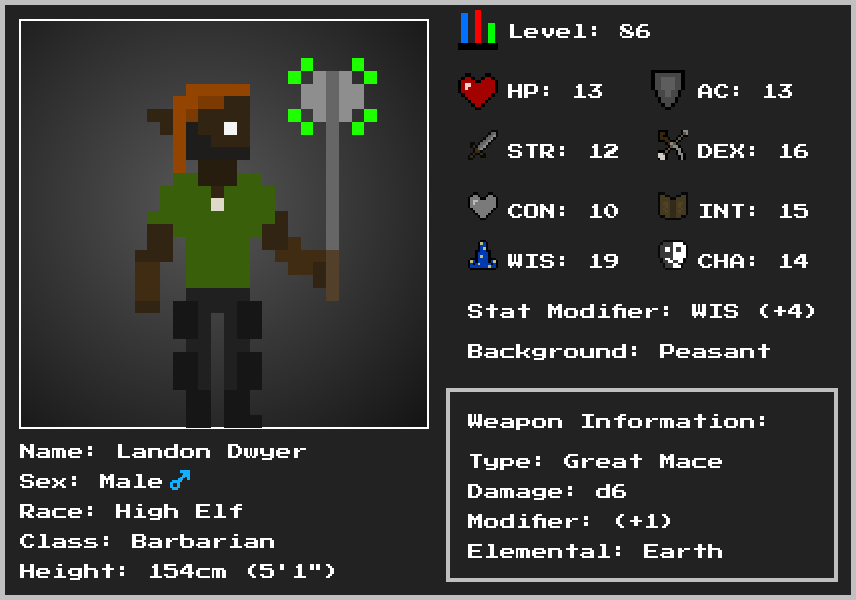 Level: 86
HP: 13
AC: 13
STR: 12
DEX: 16
CON: 10
INT: 15
WIS: 19
CHA: 14
Stat Modifier: WIS (+4)
Background: Peasant
Weapon Information:
Type: Great Mace
Damage: d6
Modifier: (+1)
Elemental: Earth
Name: Landon Dwyer
Sex: Male♂
Race: High Elf
Class: Barbarian
Height: 154cm (5'1")